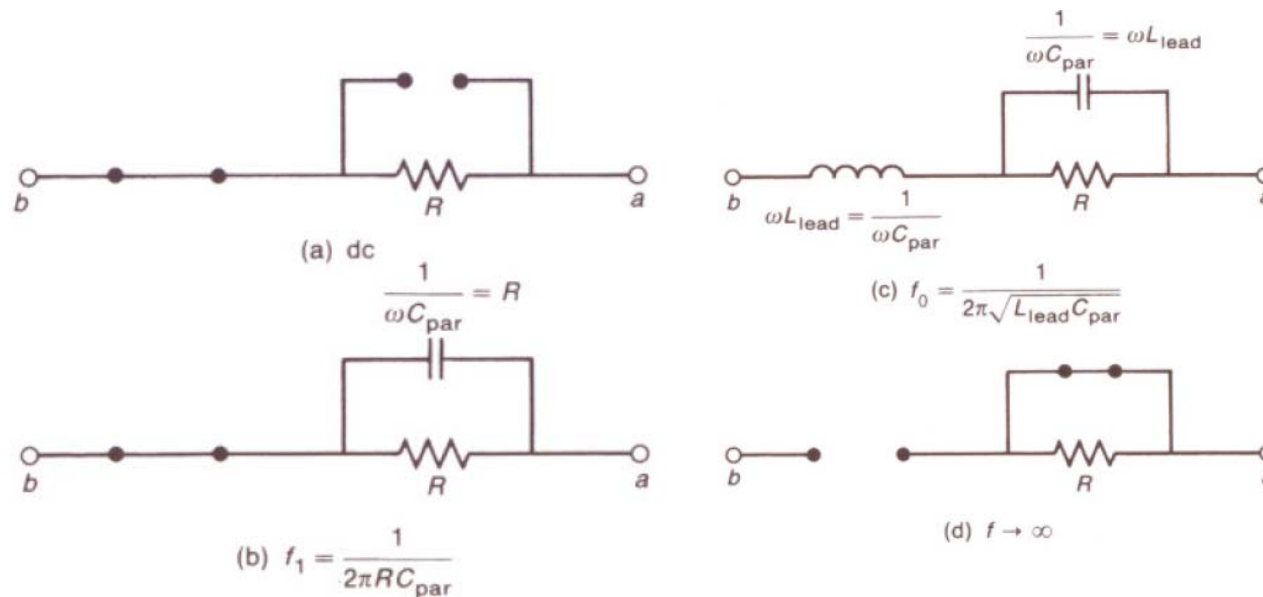 b
R
a
(a) dc
1/ωC_par = R
b
R
a
(b) f_1 = 1/2πRC_par
1/ωC_par = ωL_lead
b
R
ωL_lead = 1/ωC_par
(c) f_0 = 1/2π√L_lead C_par
b
R
(d) f → ∞